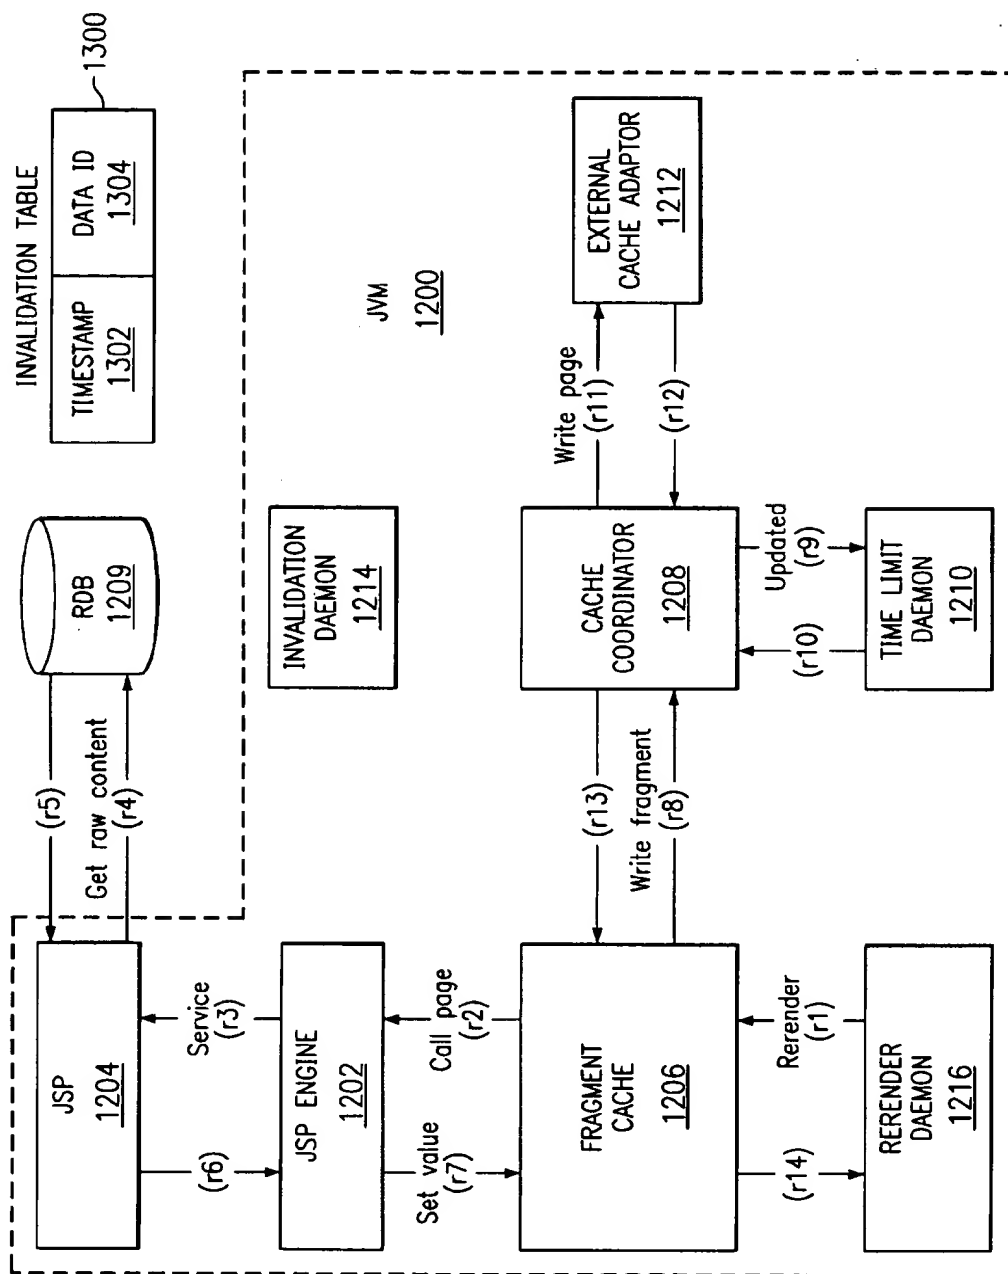 INVALIDATION TABLE
TIMESTAMP
1302
DATA ID
1304
1300
JSP
1204
(r5)
Get raw content
(r4)
RDB
1209
(r6)
Service
(r3)
JSP ENGINE
1202
INVALIDATION
DAEMON
1214
JVM
1200
Set value
(r7)
Call page
(r2)
FRAGMENT
CACHE
1206
(r13)
Write fragment
(r8)
CACHE
COORDINATOR
1208
Write page
(r11)
(r12)
EXTERNAL
CACHE ADAPTOR
1212
(r14)
Rerender
(r1)
(r10)
Updated
(r9)
RERENDER
DAEMON
1216
TIME LIMIT
DAEMON
1210